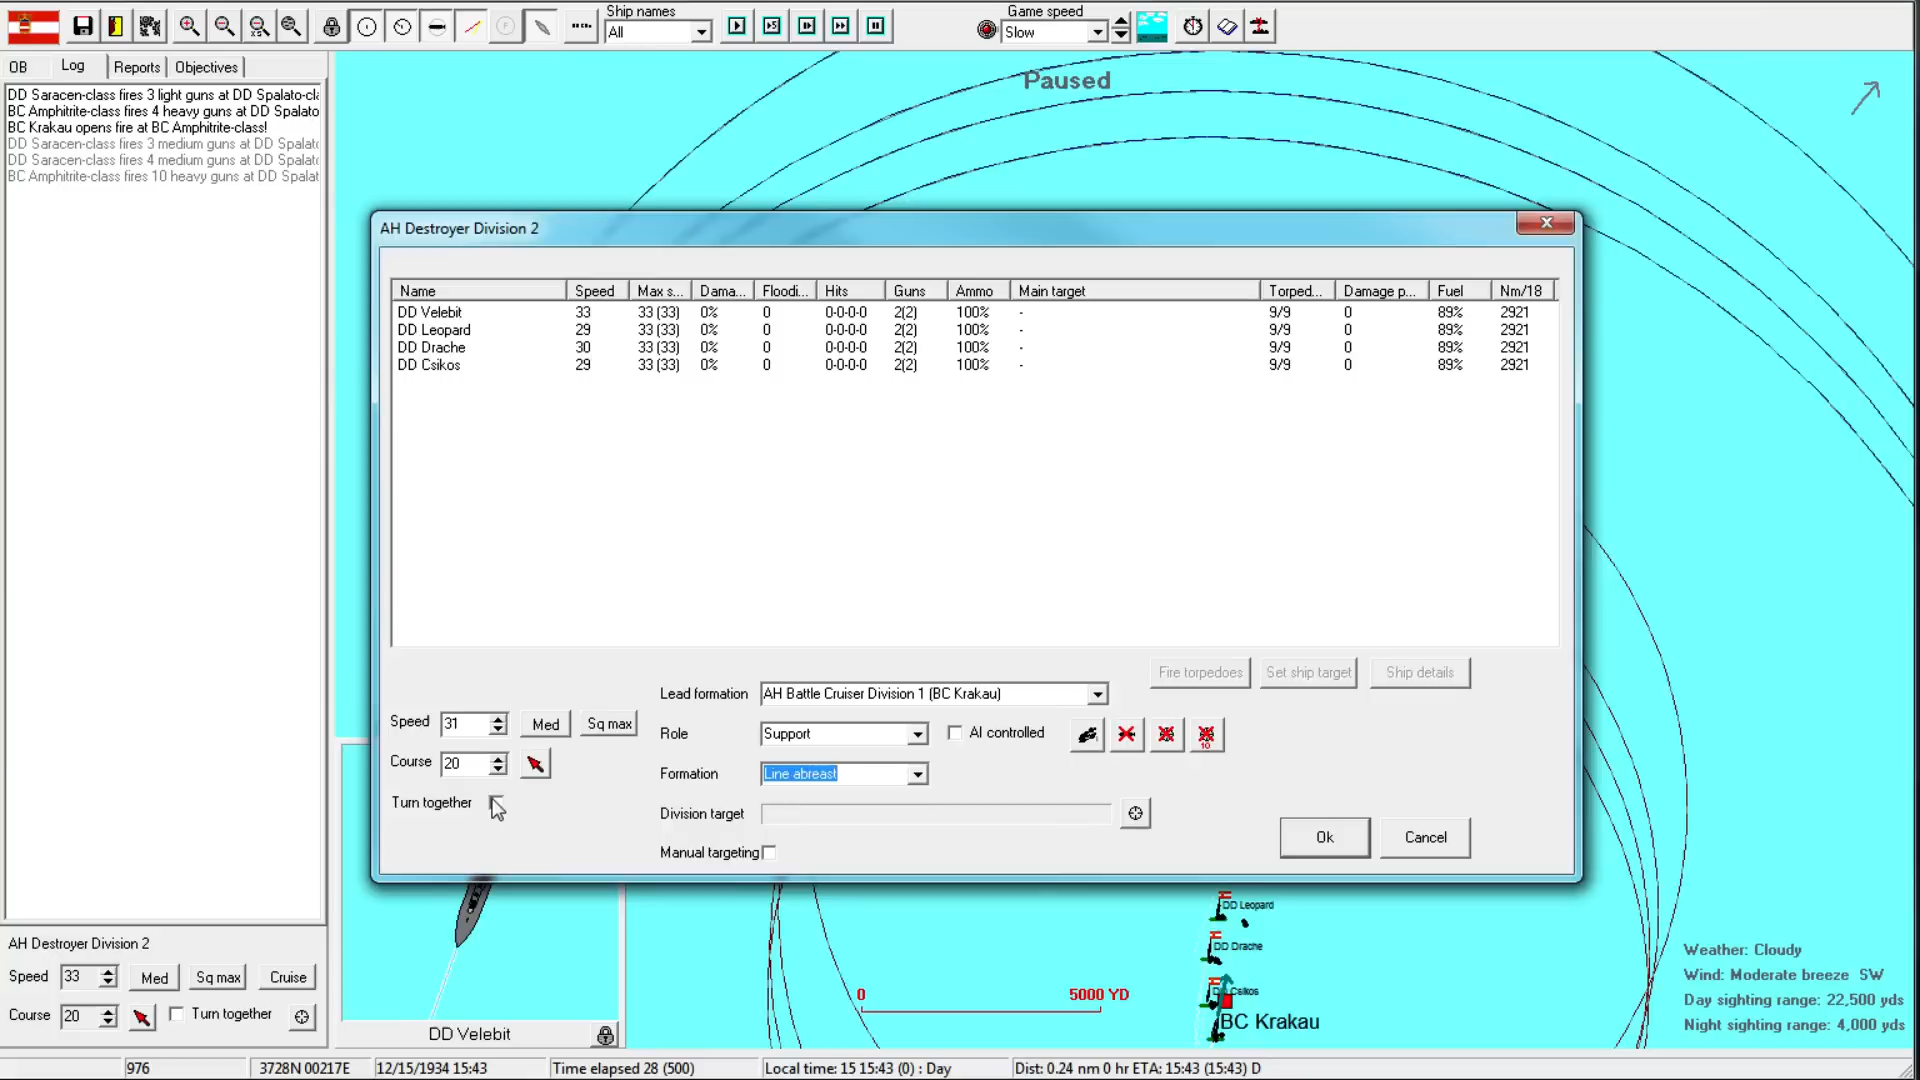 Ship names
All
Game speed
Slow
OB
Log
Reports
Objectives
DD Saracen-class fires 3 light guns at DD Spalato-cl
BC Amphitrite-class fires 4 heavy guns at DD Spalato
BC Krakau opens fire at BC Amphitrite-class!
DD Saracen-class fires 3 medium guns at DD Spalat
DD Saracen-class fires 4 medium guns at DD Spalat
BC Amphitrite-class fires 10 heavy guns at DD Spalat
Paused
AH Destroyer Division 2
Name Speed Max s... Dama... Floodi... Hits Guns Ammo Main target Torped... Damage p... Fuel Nm/18
DD Velebit 33 33 (33) 0% 0 0-0-0-0 2(2) 100% - 9/9 0 89% 2921
DD Leopard 29 33 (33) 0% 0 0-0-0-0 2(2) 100% - 9/9 0 89% 2921
DD Drache 30 33 (33) 0% 0 0-0-0-0 2(2) 100% - 9/9 0 89% 2921
DD Csikos 29 33 (33) 0% 0 0-0-0-0 2(2) 100% - 9/9 0 89% 2921
Fire torpedoes Set ship target Ship details
Lead formation AH Battle Cruiser Division 1 (BC Krakau)
Speed 31 Med Sq max
Role Support AI controlled
10
Course 20
Formation Line abreast
Turn together
Division target
Manual targeting
Ok Cancel
DD Leopard
DD Drache
DD Csikos
BC Krakau
0 5000 YD
DD Velebit
Weather: Cloudy
Wind: Moderate breeze SW
Day sighting range: 22,500 yds
Night sighting range: 4,000 yds
AH Destroyer Division 2
Speed 33 Med Sq max Cruise
Course 20 Turn together
976 3728N 00217E 12/15/1934 15:43 Time elapsed 28 (500) Local time: 15 15:43 (0) : Day Dist: 0.24 nm 0 hr ETA: 15:43 (15:43) D